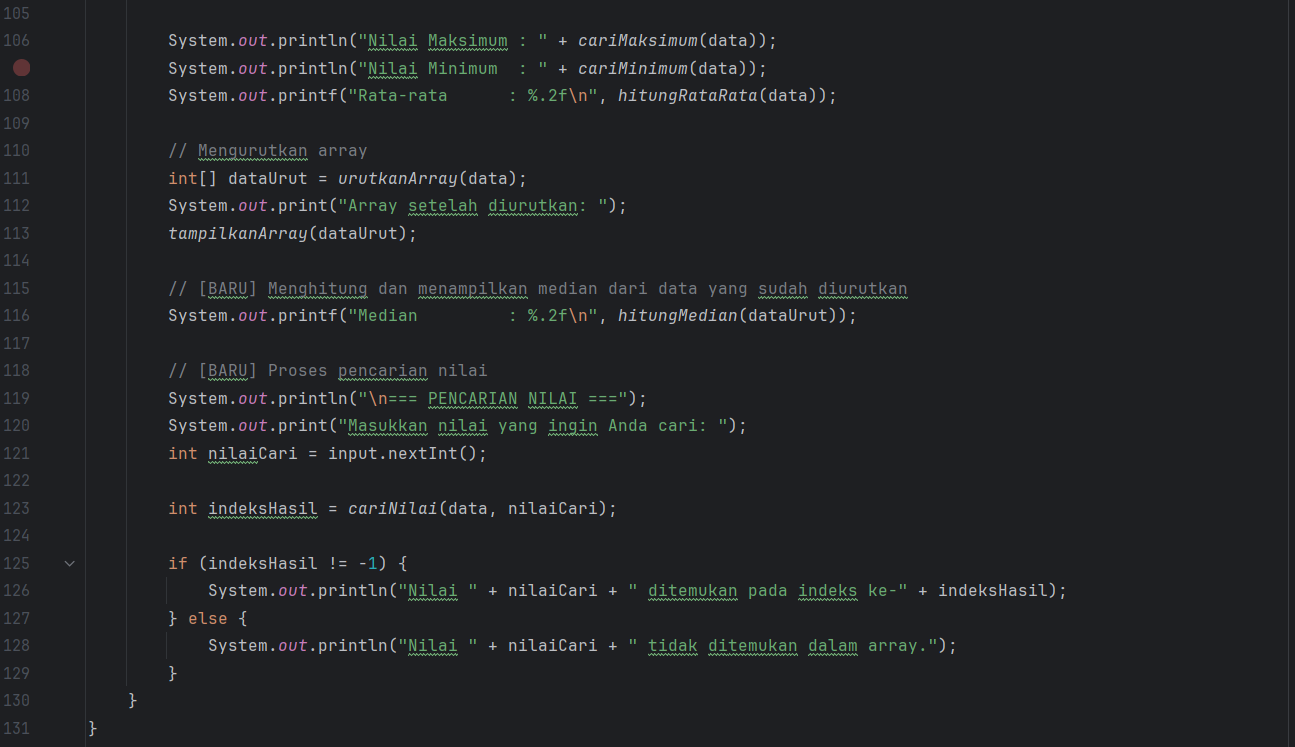 105
106 System.out.println("Nilai Maksimum : " + cariMaksimum(data));
System.out.println("Nilai Minimum  : " + cariMinimum(data));
108 System.out.printf("Rata-rata      : %.2f\n", hitungRataRata(data));
109
110 // Mengurutkan array
111 int[] dataUrut = urutkanArray(data);
112 System.out.print("Array setelah diurutkan: ");
113 tampilkanArray(dataUrut);
114
115 // [BARU] Menghitung dan menampilkan median dari data yang sudah diurutkan
116 System.out.printf("Median         : %.2f\n", hitungMedian(dataUrut));
117
118 // [BARU] Proses pencarian nilai
119 System.out.println("\n=== PENCARIAN NILAI ===");
120 System.out.print("Masukkan nilai yang ingin Anda cari: ");
121 int nilaiCari = input.nextInt();
122
123 int indeksHasil = cariNilai(data, nilaiCari);
124
125 if (indeksHasil != -1) {
126     System.out.println("Nilai " + nilaiCari + " ditemukan pada indeks ke-" + indeksHasil);
127 } else {
128     System.out.println("Nilai " + nilaiCari + " tidak ditemukan dalam array.");
129 }
130 }
131 }